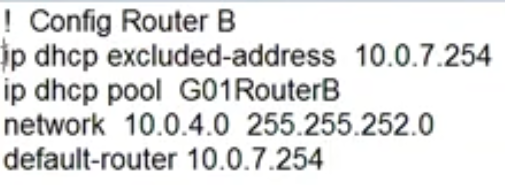 ! Config Router B
ip dhcp excluded-address 10.0.7.254
ip dhcp pool G01RouterB
network 10.0.4.0 255.255.252.0
default-router 10.0.7.254